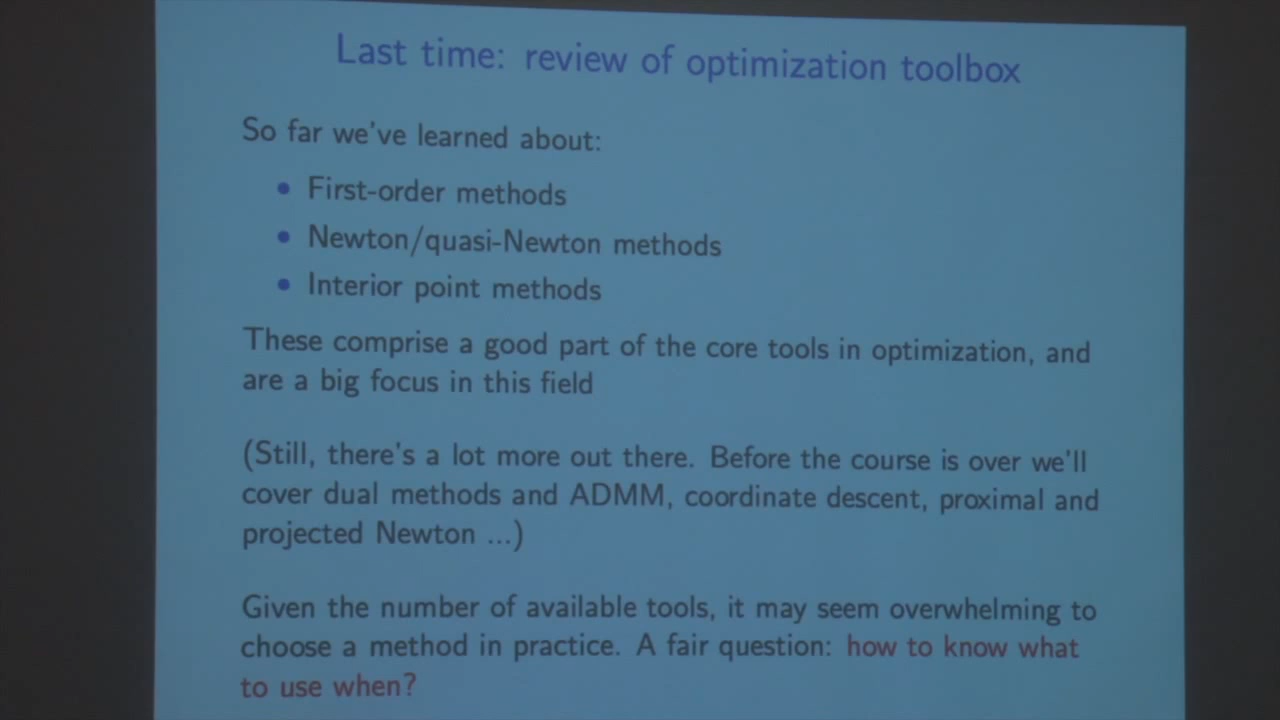 Last time: review of optimization toolbox
So far we've learned about:
• First-order methods
• Newton/quasi-Newton methods
• Interior point methods
These comprise a good part of the core tools in optimization, and
are a big focus in this field
(Still, there's a lot more out there. Before the course is over we'll
cover dual methods and ADMM, coordinate descent, proximal and
projected Newton ...)
Given the number of available tools, it may seem overwhelming to
choose a method in practice. A fair question: how to know what
to use when?